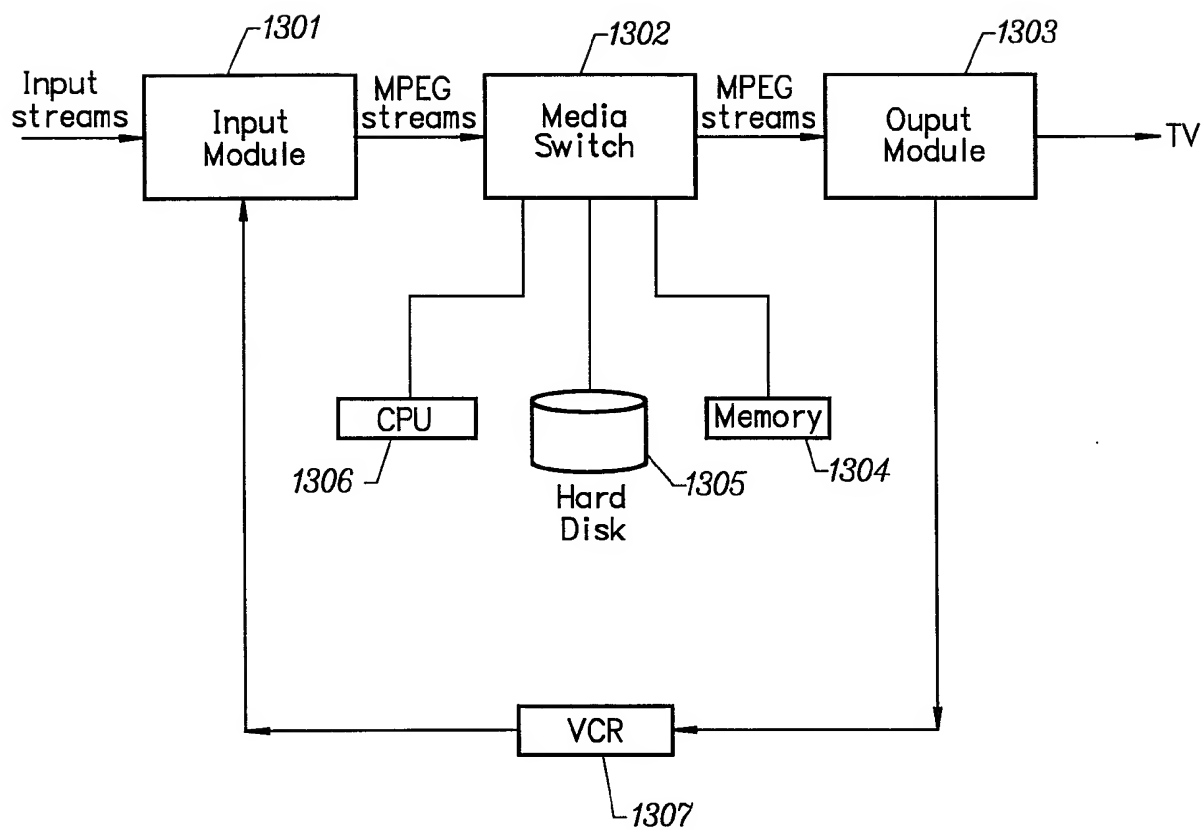 1301
1302
1303
Input
streams
Input
Module
MPEG
streams
Media
Switch
MPEG
streams
Ouput
Module
TV
CPU
1306
Hard
Disk
1305
Memory
1304
VCR
1307